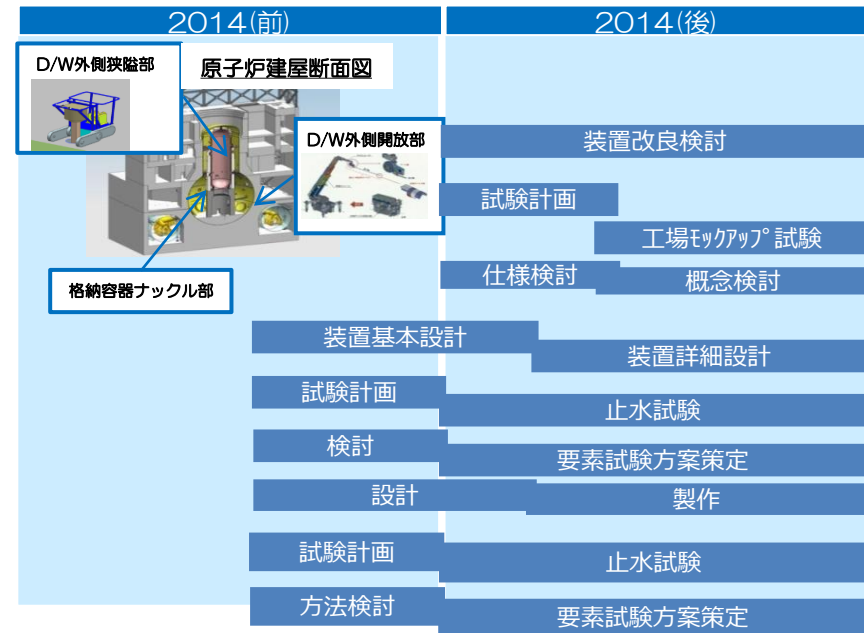 2014(前)
2014(後)
D/W外側狭隘部
原子炉建屋断面図
D/W外側開放部
格納容器ナックル部
装置改良検討
試験計画
工場ﾓｯｸｱｯﾌﾟ試験
仕様検討
概念検討
装置基本設計
装置詳細設計
試験計画
止水試験
検討
要素試験方案策定
設計
製作
試験計画
止水試験
方法検討
要素試験方案策定